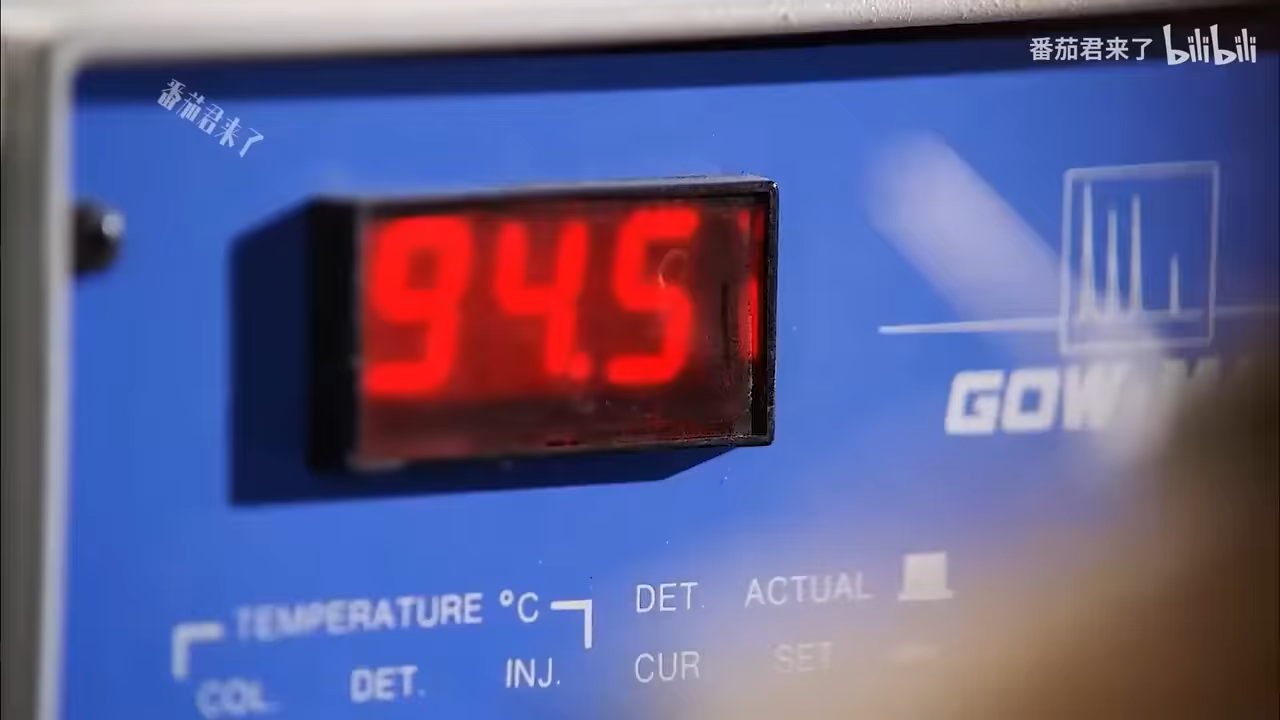 番茄君来了 bilibili
番茄君来了
94.5
GOW
TEMPERATURE °C DET. ACTUAL
COL. DET. INJ. CUR SET